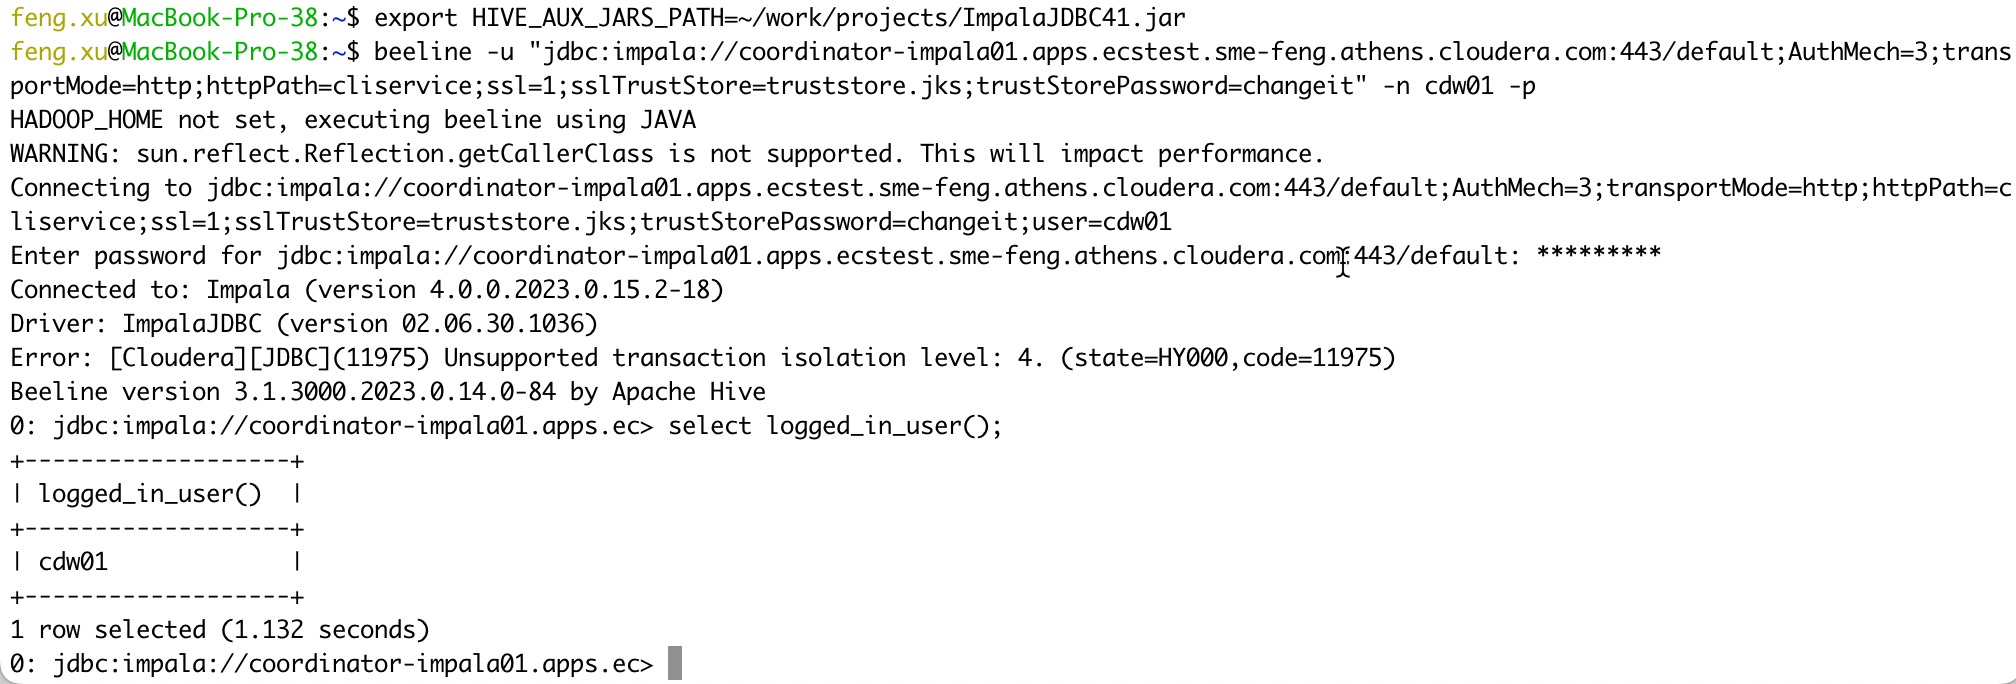 feng.xu@MacBook-Pro-38:~$ export HIVE_AUX_JARS_PATH=~/work/projects/ImpalaJDBC41.jar
feng.xu@MacBook-Pro-38:~$ beeline -u "jdbc:impala://coordinator-impala01.apps.ecstest.sme-feng.athens.cloudera.com:443/default;AuthMech=3;trans
portMode=http;httpPath=cliservice;ssl=1;sslTrustStore=truststore.jks;trustStorePassword=changeit" -n cdw01 -p
HADOOP_HOME not set, executing beeline using JAVA
WARNING: sun.reflect.Reflection.getCallerClass is not supported. This will impact performance.
Connecting to jdbc:impala://coordinator-impala01.apps.ecstest.sme-feng.athens.cloudera.com:443/default;AuthMech=3;transportMode=http;httpPath=c
liservice;ssl=1;sslTrustStore=truststore.jks;trustStorePassword=changeit;user=cdw01
Enter password for jdbc:impala://coordinator-impala01.apps.ecstest.sme-feng.athens.cloudera.com:443/default: *********
Connected to: Impala (version 4.0.0.2023.0.15.2-18)
Driver: ImpalaJDBC (version 02.06.30.1036)
Error: [Cloudera][JDBC](11975) Unsupported transaction isolation level: 4. (state=HY000,code=11975)
Beeline version 3.1.3000.2023.0.14.0-84 by Apache Hive
0: jdbc:impala://coordinator-impala01.apps.ec> select logged_in_user();
+-------------------+
| logged_in_user()  |
+-------------------+
| cdw01             |
+-------------------+
1 row selected (1.132 seconds)
0: jdbc:impala://coordinator-impala01.apps.ec>